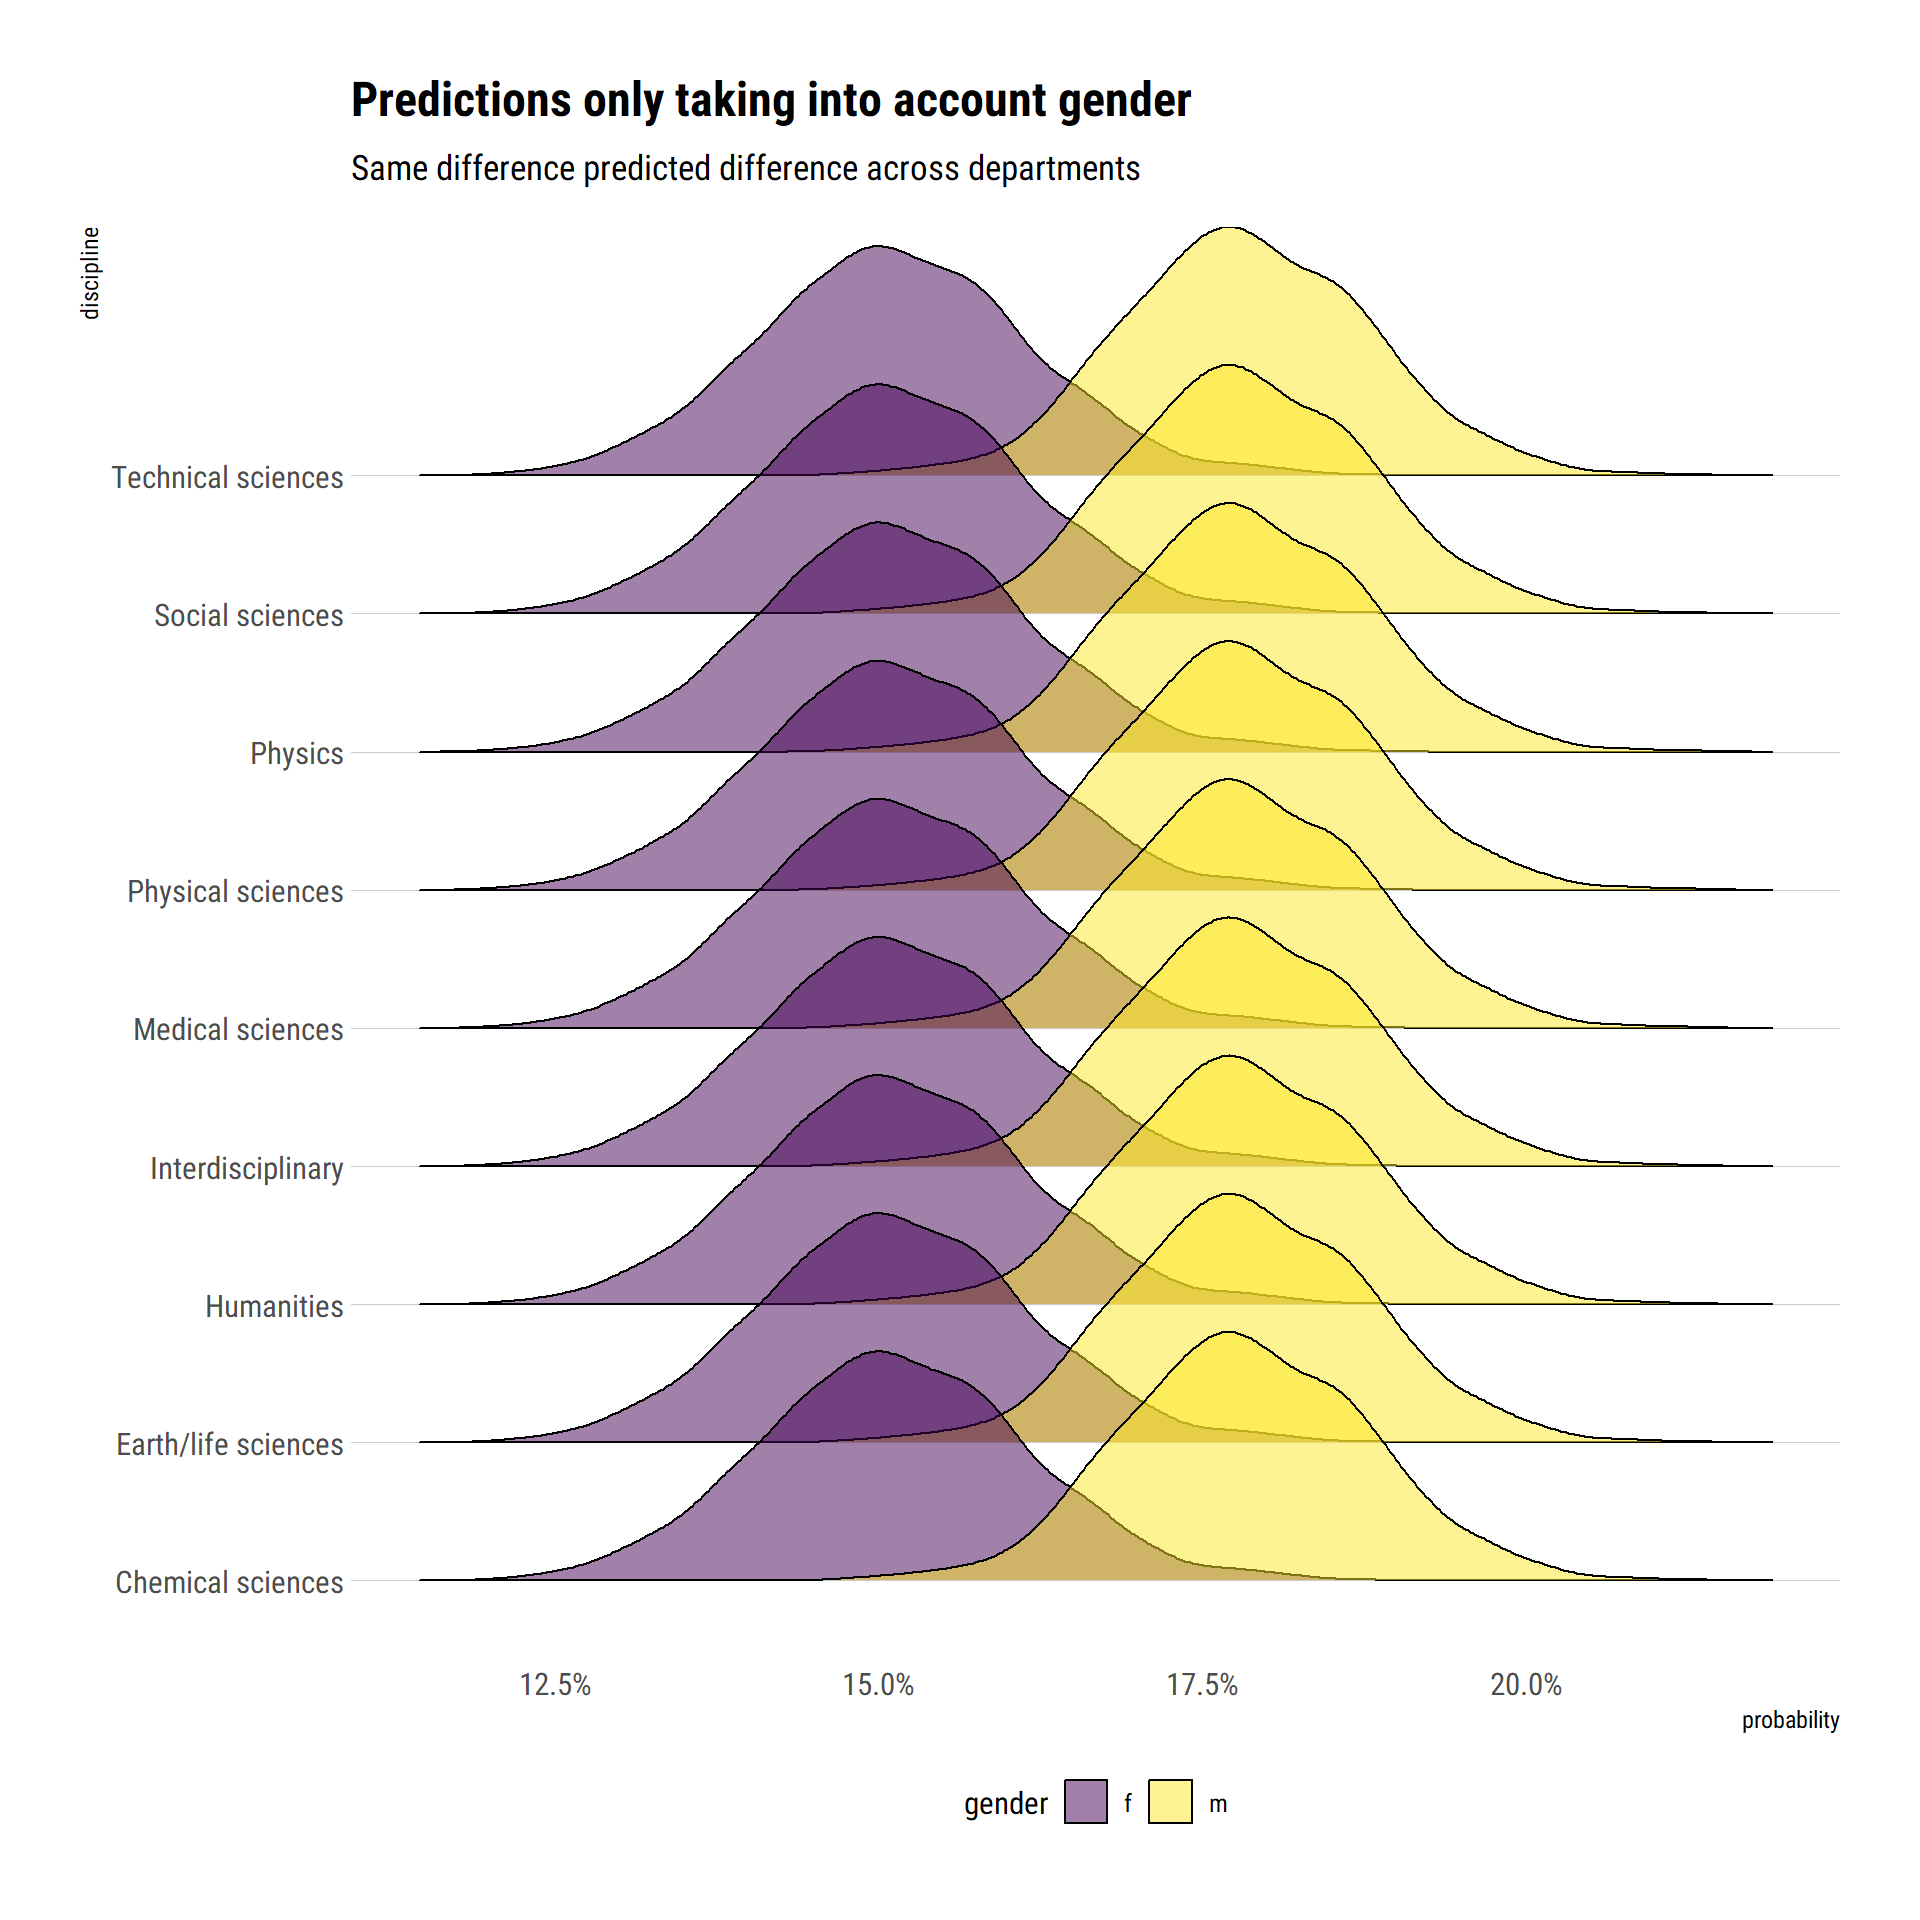 Predictions only taking into account gender
Same difference predicted difference across departments
discipline
Technical sciences
Social sciences
Physics
Physical sciences
Medical sciences
Interdisciplinary
Humanities
Earth/life sciences
Chemical sciences
12.5% 15.0% 17.5% 20.0%
probability
gender f m